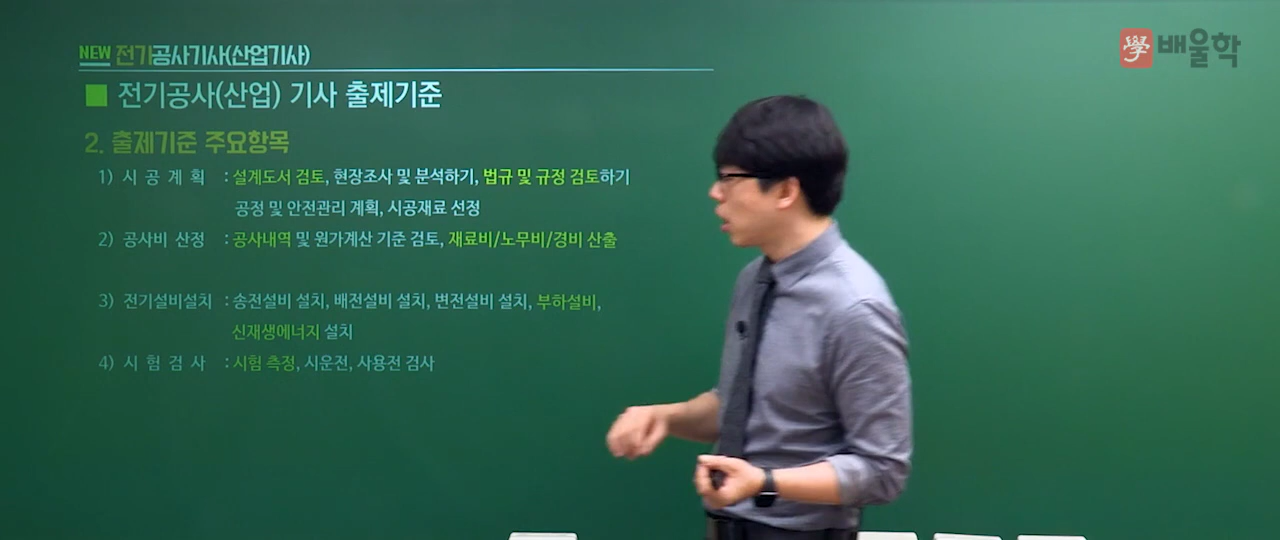 NEW 전기공사기사(산업기사)
學 배울학
■ 전기공사(산업) 기사 출제기준
2. 출제기준 주요항목
1) 시 공 계 획 : 설계도서 검토, 현장조사 및 분석하기, 법규 및 규정 검토하기
공정 및 안전관리 계획, 시공재료 선정
2) 공사비 산정 : 공사내역 및 원가계산 기준 검토, 재료비/노무비/경비 산출
3) 전기설비설치 : 송전설비 설치, 배전설비 설치, 변전설비 설치, 부하설비,
신재생에너지 설치
4) 시 험 검 사 : 시험 측정, 시운전, 사용전 검사